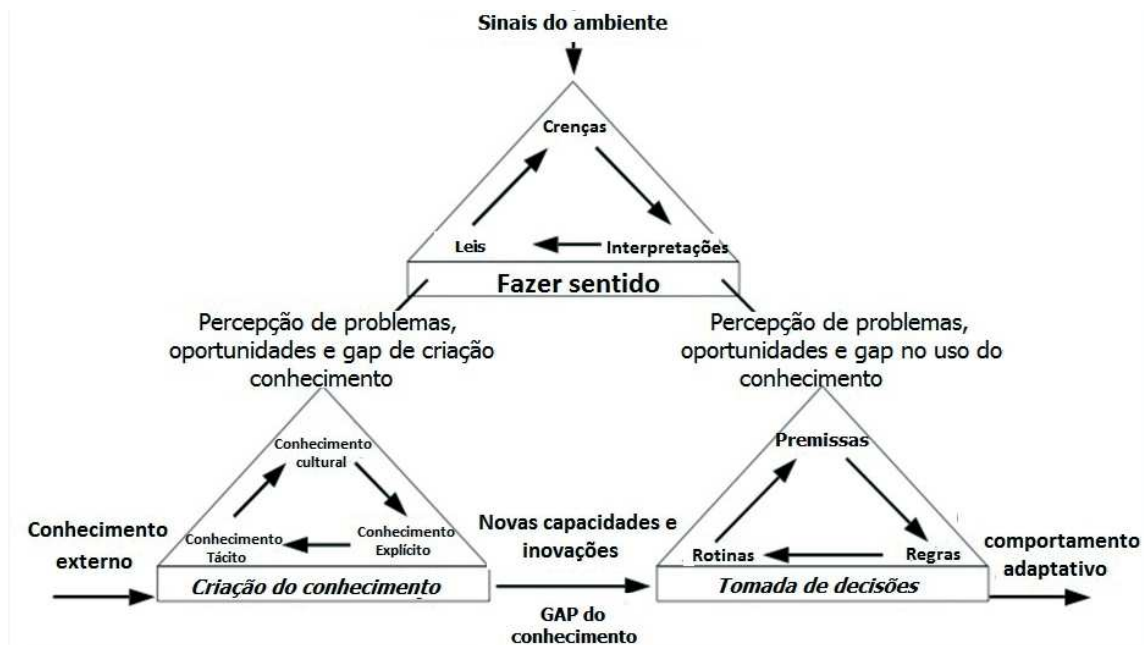 Sinais do ambiente
Crenças
Leis
Interpretações
Fazer sentido
Percepção de problemas,
oportunidades e gap de criação
conhecimento
Percepção de problemas,
oportunidades e gap no uso do
conhecimento
Conhecimento
cultural
Conhecimento
Tácito
Conhecimento
Explícito
Conhecimento
externo
Criação do conhecimento
Novas capacidades e
inovações
GAP do
conhecimento
Premissas
Rotinas
Regras
Tomada de decisões
comportamento
adaptativo